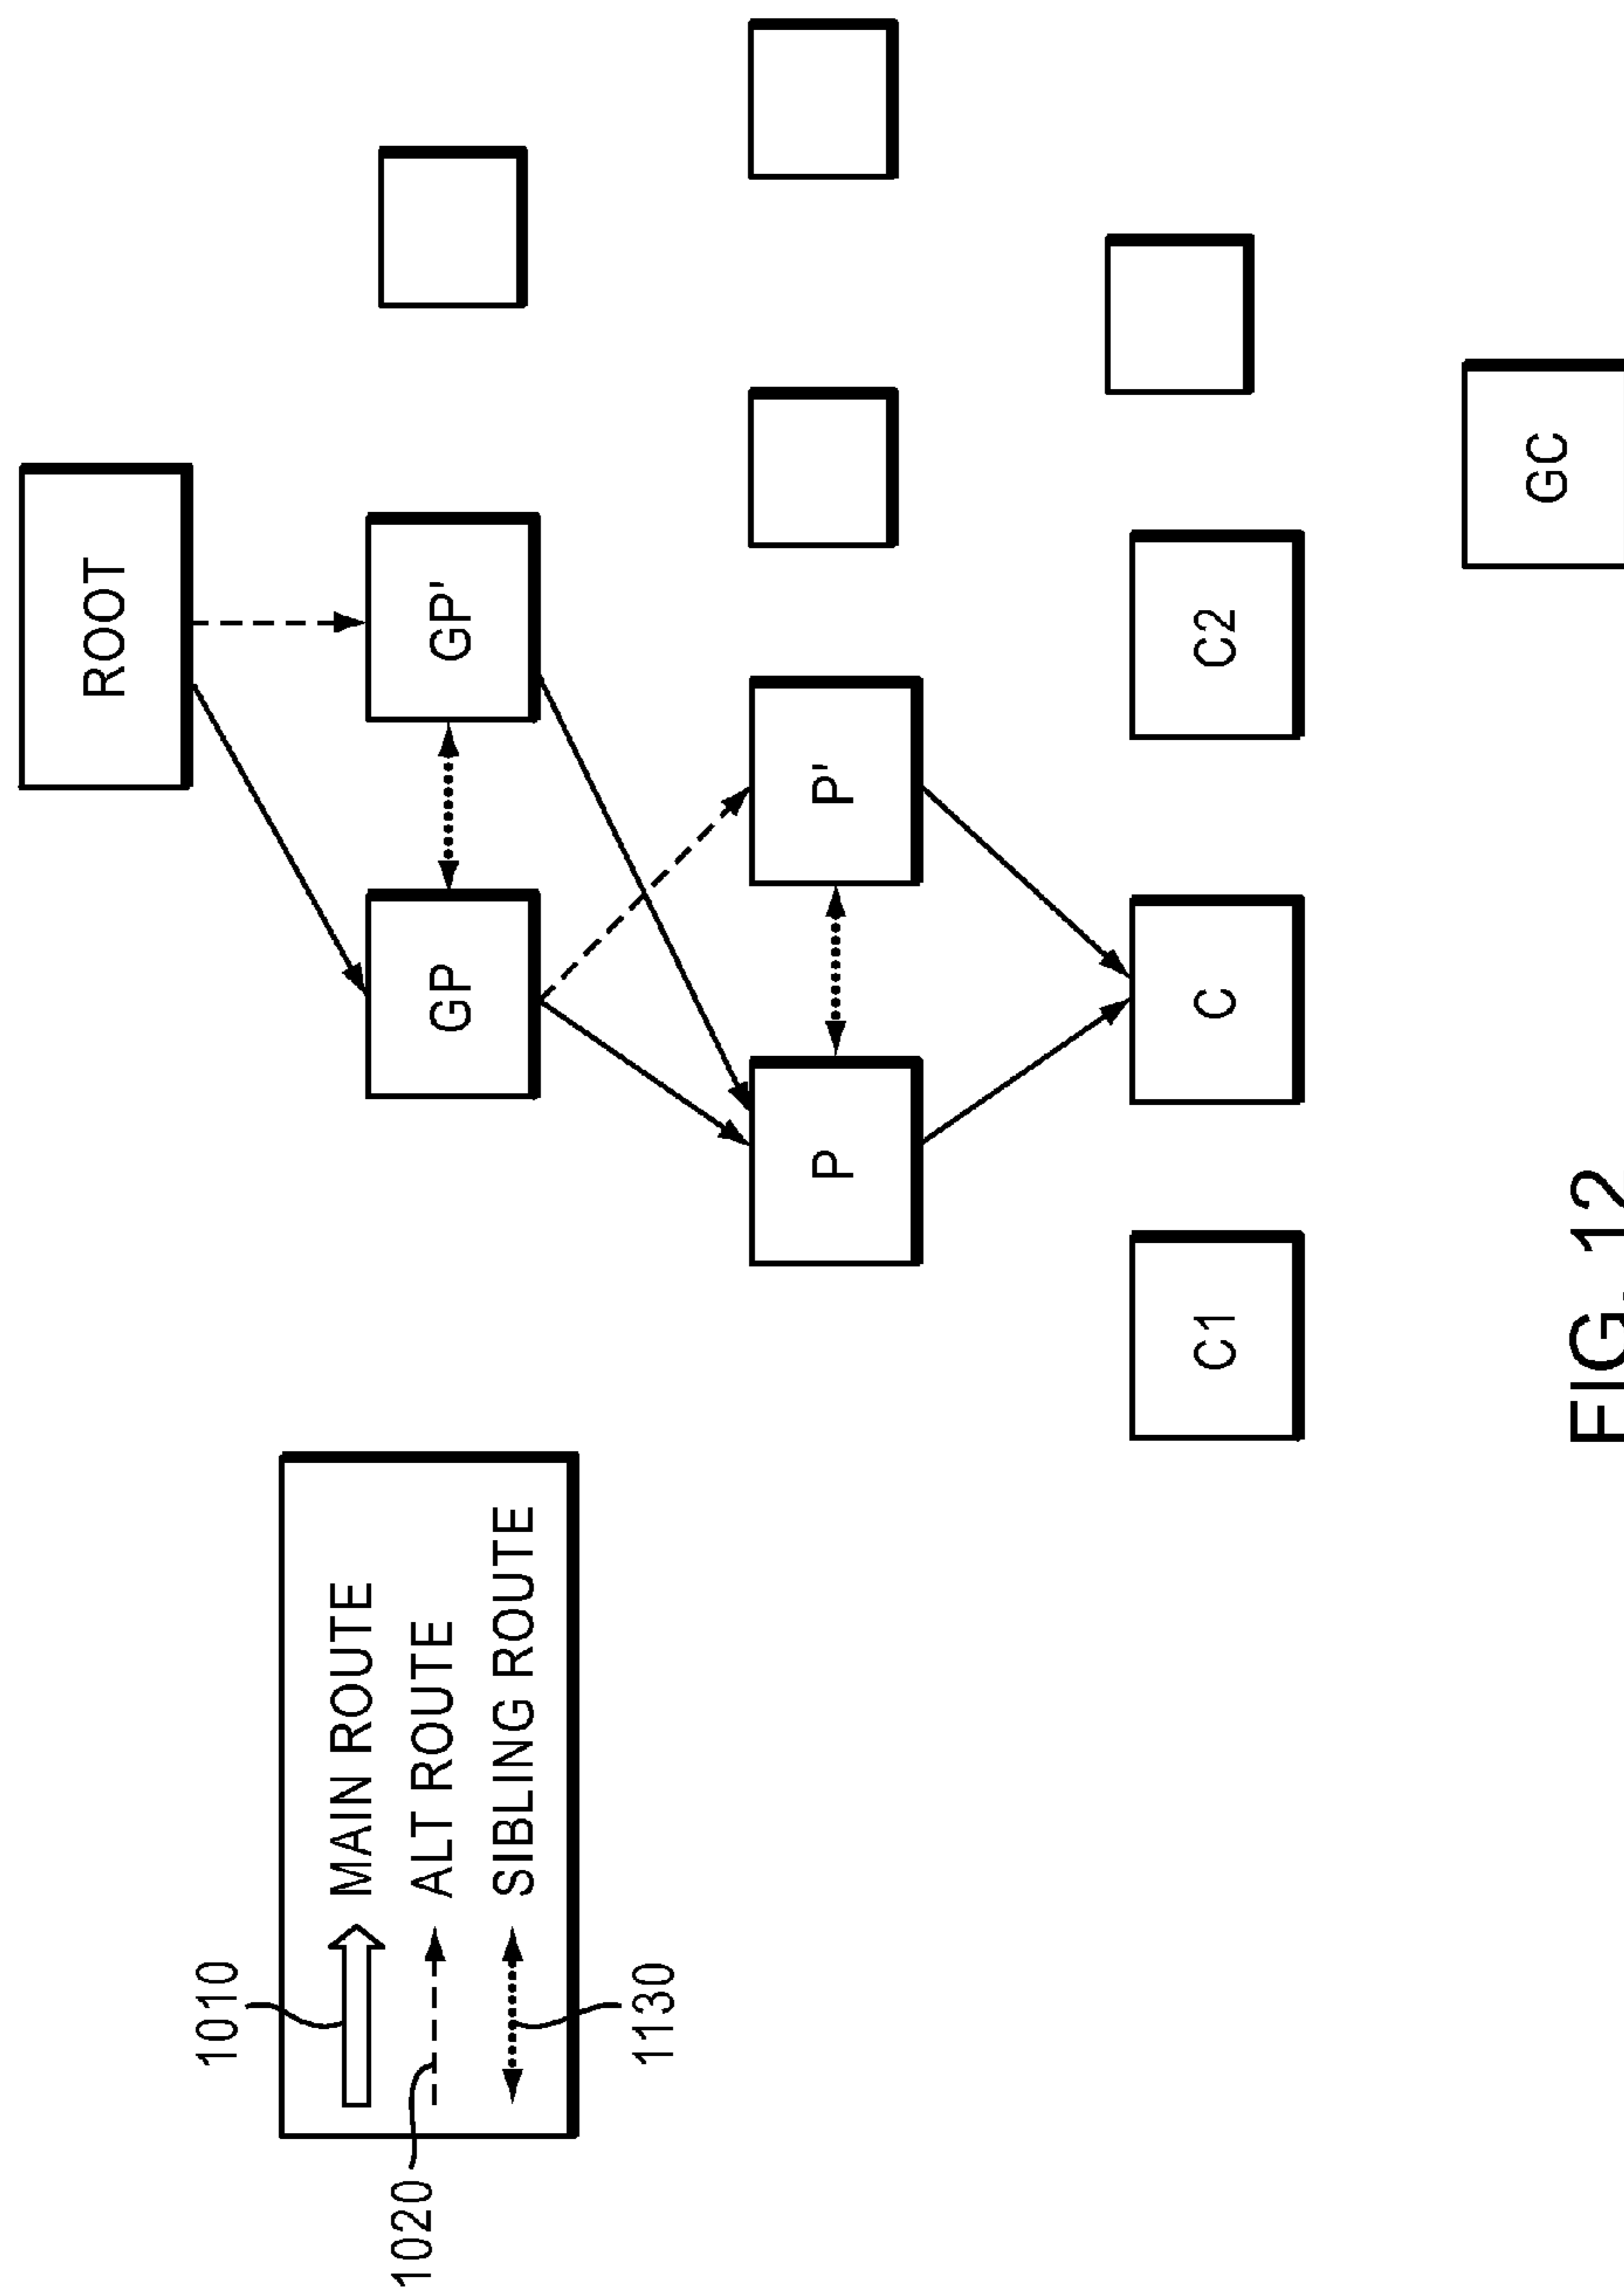 1010
MAIN ROUTE
1020
ALT ROUTE
SIBLING ROUTE
1130
ROOT
GP
GP'
P
P'
C1
C
C2
GC
FIG. 12